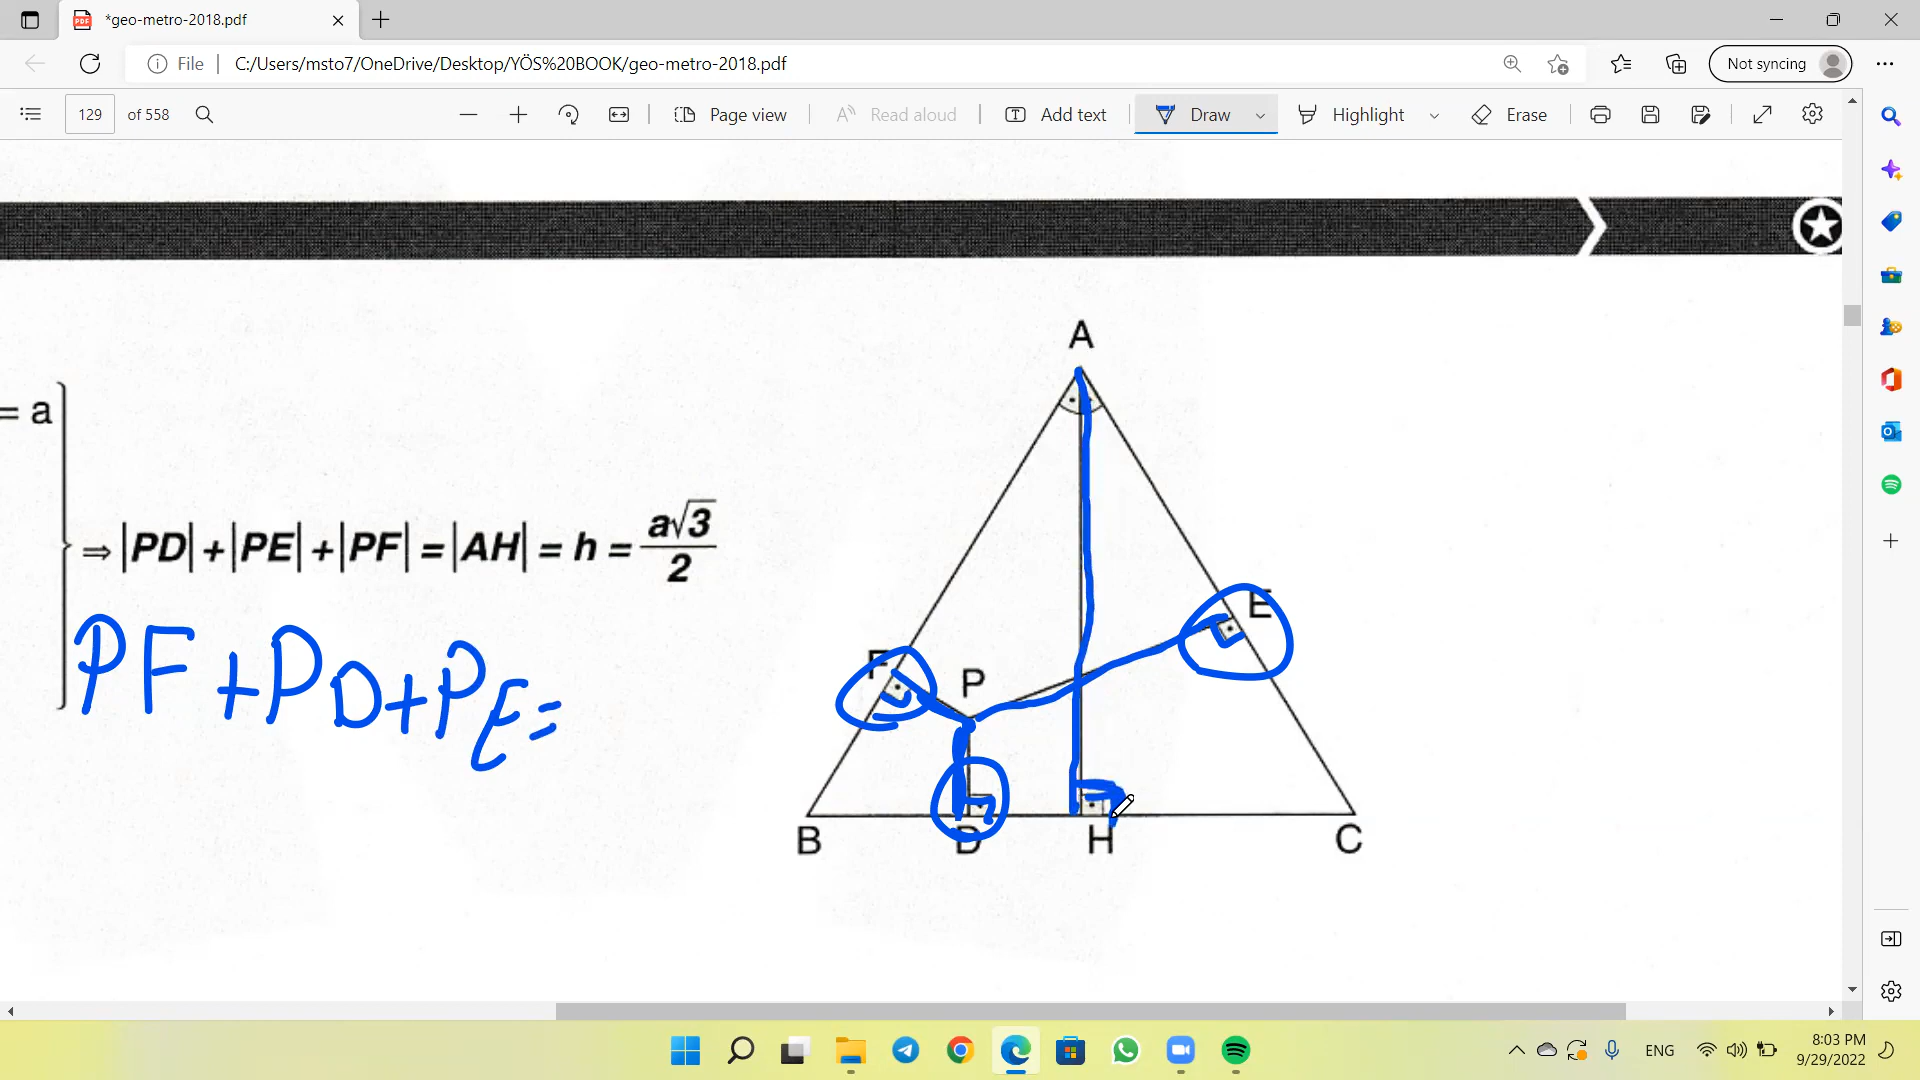 *geo-metro-2018.pdf
File C:/Users/msto7/OneDrive/Desktop/YÖS%20BOOK/geo-metro-2018.pdf Not syncing
129 of 558 Page view Read aloud Add text Draw Highlight Erase
A
= a
⇒ |PD| + |PE| + |PF| = |AH| = h = a√3/2
E
F P
PF + PD + PE =
B D H C
ENG 8:03 PM
9/29/2022